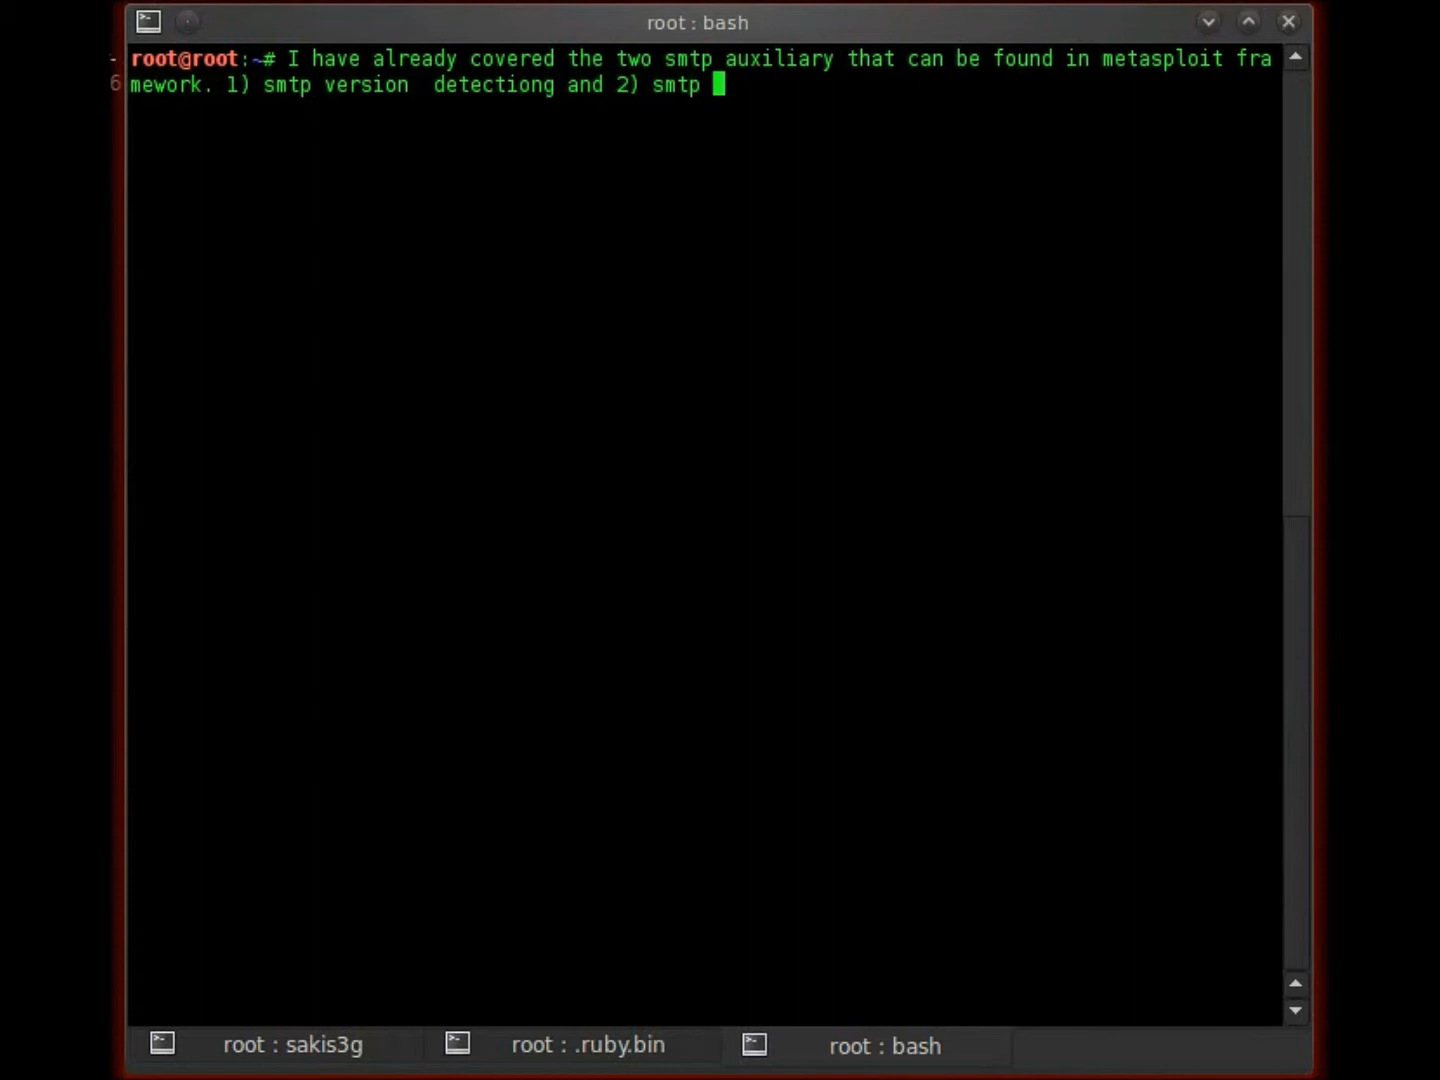 root : bash
root@root:~# I have already covered the two smtp auxiliary that can be found in metasploit fra
mework. 1) smtp version  detectiong and 2) smtp
6
root : sakis3g
root : .ruby.bin
root : bash